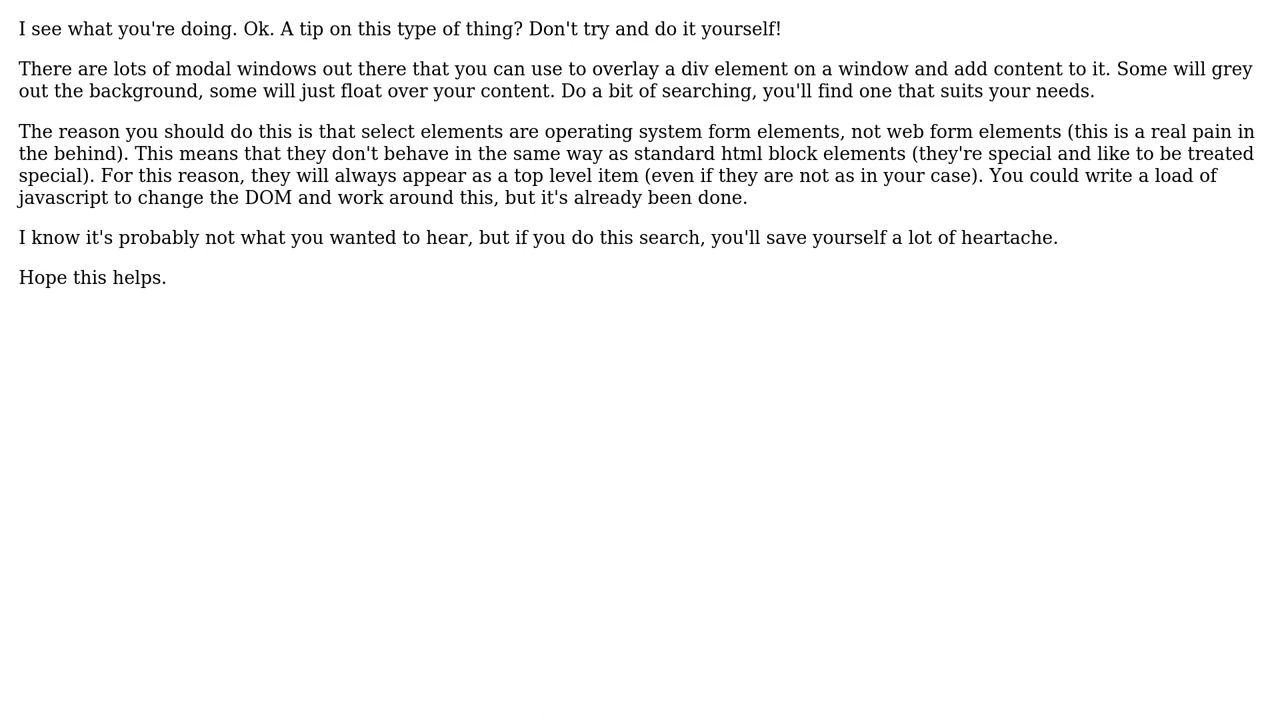 I see what you're doing. Ok. A tip on this type of thing? Don't try and do it yourself!
There are lots of modal windows out there that you can use to overlay a div element on a window and add content to it. Some will grey
out the background, some will just float over your content. Do a bit of searching, you'll find one that suits your needs.
The reason you should do this is that select elements are operating system form elements, not web form elements (this is a real pain in
the behind). This means that they don't behave in the same way as standard html block elements (they're special and like to be treated
special). For this reason, they will always appear as a top level item (even if they are not as in your case). You could write a load of
javascript to change the DOM and work around this, but it's already been done.
I know it's probably not what you wanted to hear, but if you do this search, you'll save yourself a lot of heartache.
Hope this helps.